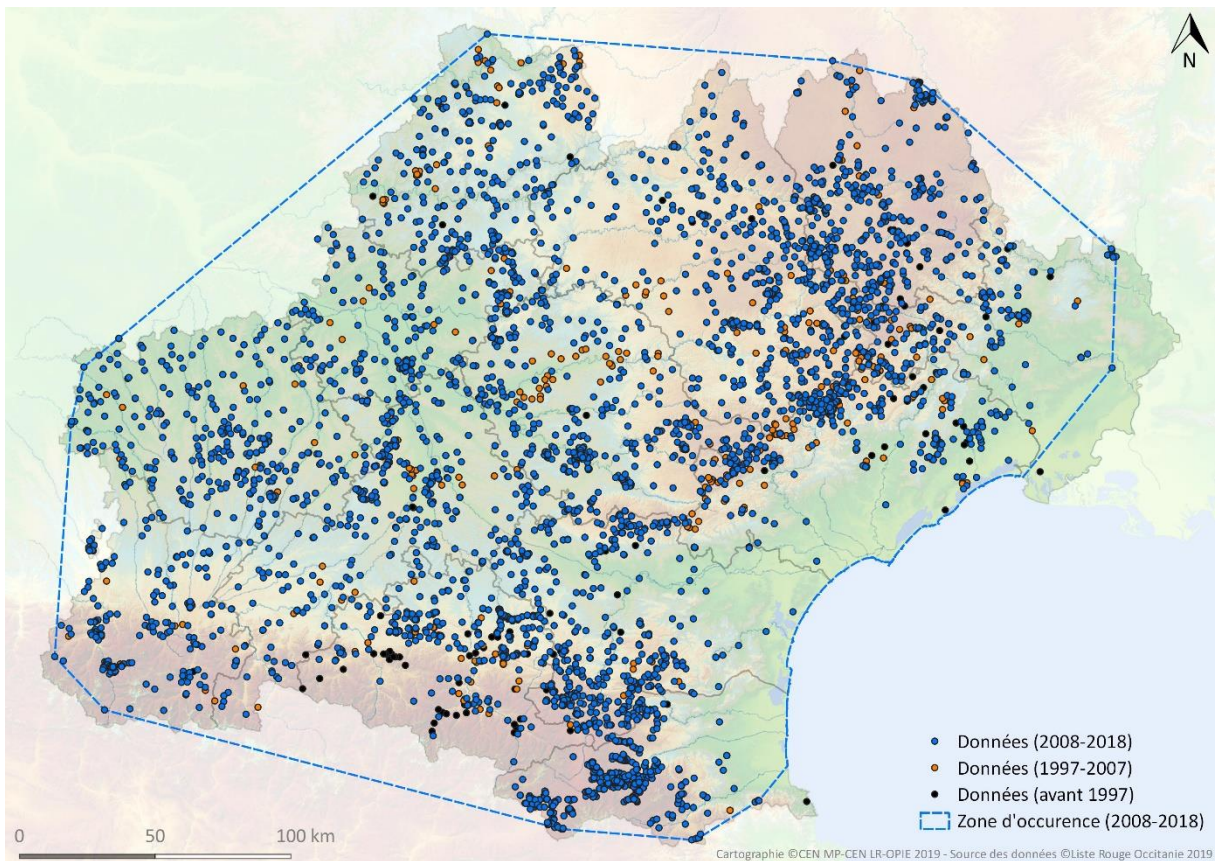 N
Données (2008-2018)
Données (1997-2007)
Données (avant 1997)
Zone d'occurence (2008-2018)
0 50 100 km
Cartographie ©CEN MP-CEN LR-OPIE 2019 - Source des données ©Liste Rouge Occitanie 2019